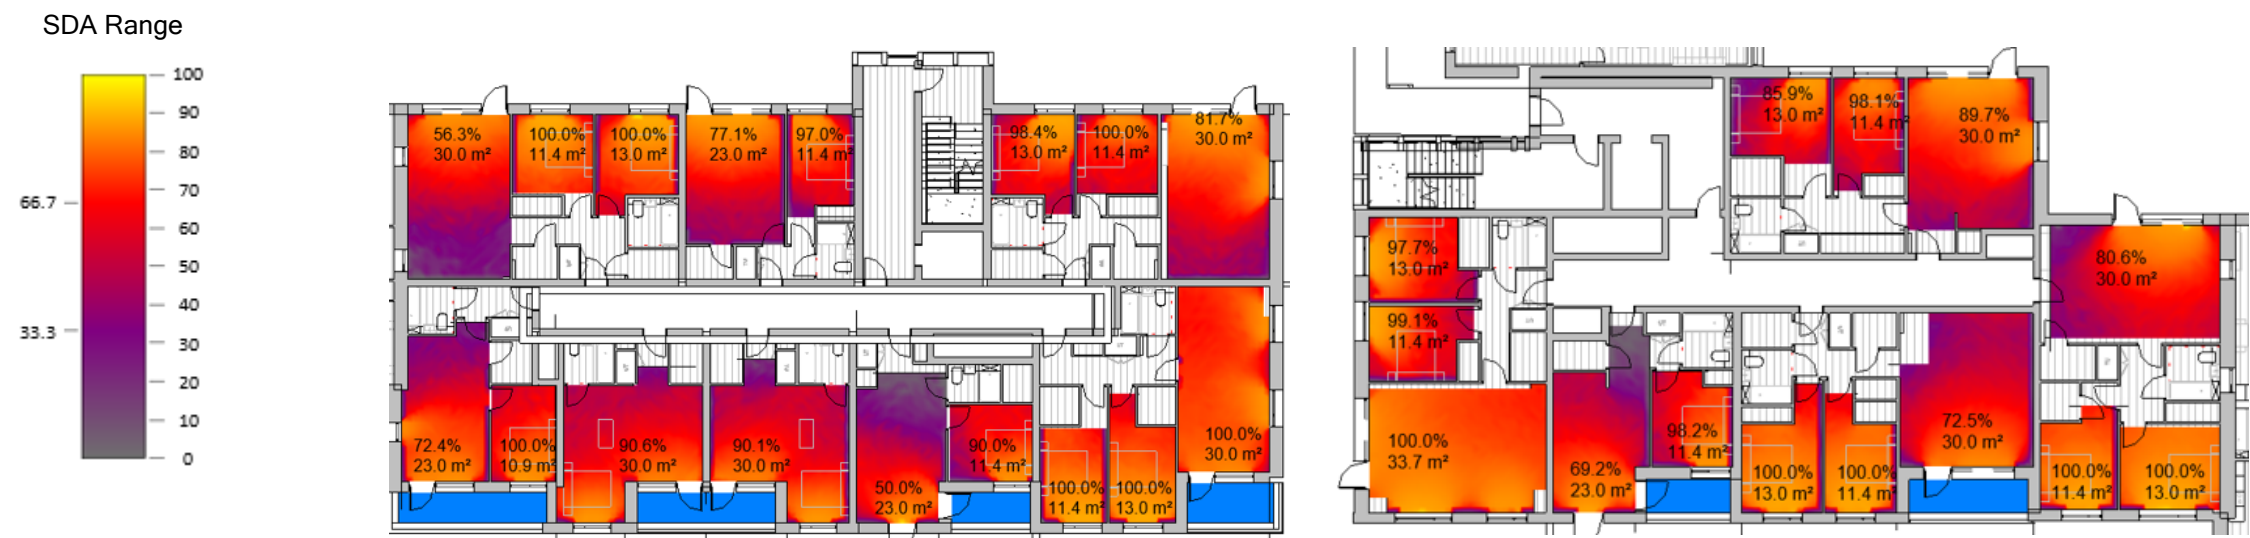 SDA Range
100
90
80
70
66.7
60
50
40
33.3
30
20
10
0
56.3%
30.0 m²
100.0%
11.4 m²
100.0%
13.0 m²
77.1%
23.0 m²
97.0%
11.4 m²
98.4%
13.0 m²
100.0%
11.4 m²
81.7%
30.0 m²
72.4%
23.0 m²
100.0%
10.9 m²
90.6%
30.0 m²
90.1%
30.0 m²
50.0%
23.0 m²
90.0%
11.4 m²
100.0%
11.4 m²
100.0%
13.0 m²
100.0%
30.0 m²
85.9%
13.0 m²
98.1%
11.4 m²
89.7%
30.0 m²
97.7%
13.0 m²
99.1%
11.4 m²
80.6%
30.0 m²
100.0%
33.7 m²
69.2%
23.0 m²
98.2%
11.4 m²
100.0%
13.0 m²
100.0%
11.4 m²
72.5%
30.0 m²
100.0%
11.4 m²
100.0%
13.0 m²